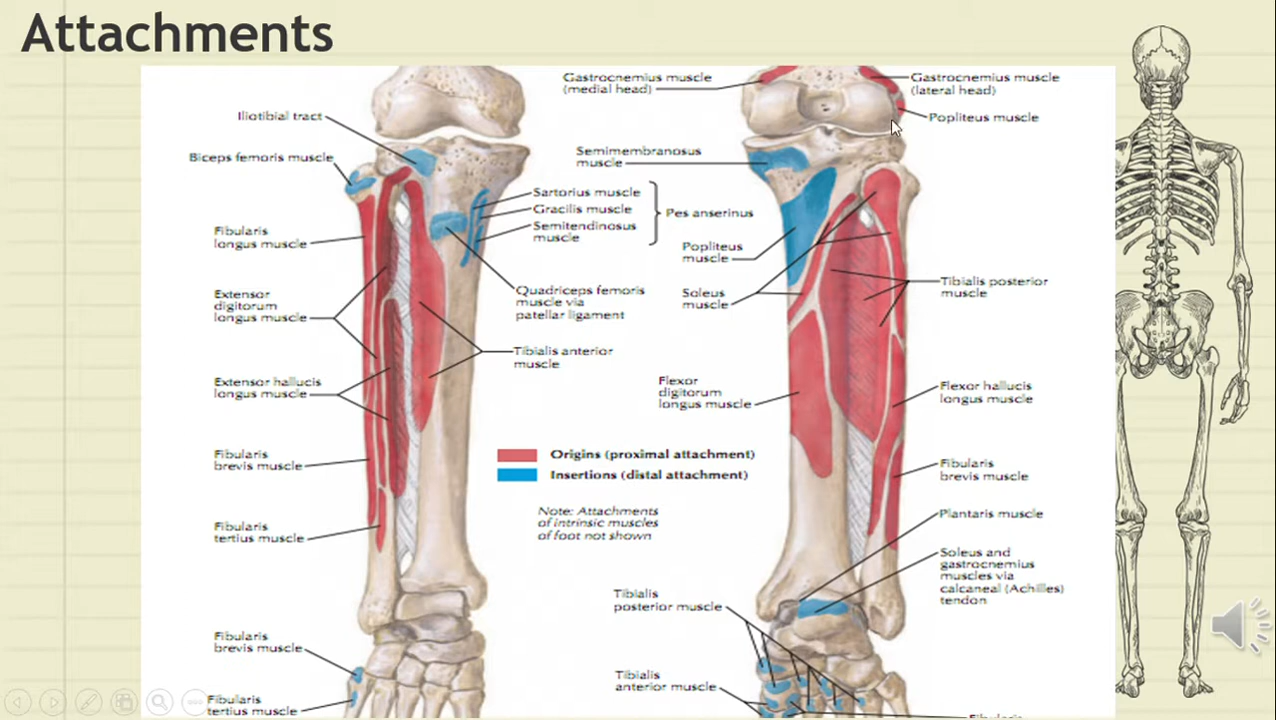 Attachments
Gastrocnemius muscle
(medial head)
Gastrocnemius muscle
(lateral head)
Iliotibial tract
Popliteus muscle
Biceps femoris muscle
Semimembranosus
muscle
Sartorius muscle
Gracilis muscle
Semitendinosus
muscle
Pes anserinus
Fibularis
longus muscle
Popliteus
muscle
Extensor
digitorum
longus muscle
Quadriceps femoris
muscle via
patellar ligament
Soleus
muscle
Tibialis posterior
muscle
Tibialis anterior
muscle
Extensor hallucis
longus muscle
Flexor
digitorum
longus muscle
Flexor hallucis
longus muscle
Fibularis
brevis muscle
Origins (proximal attachment)
Insertions (distal attachment)
Fibularis
brevis muscle
Note: Attachments
of intrinsic muscles
of foot not shown
Plantaris muscle
Fibularis
tertius muscle
Soleus and
gastrocnemius
muscles via
calcaneal (Achilles)
tendon
Tibialis
posterior muscle
Fibularis
brevis muscle
Tibialis
anterior muscle
Fibularis
tertius muscle
Fibularis